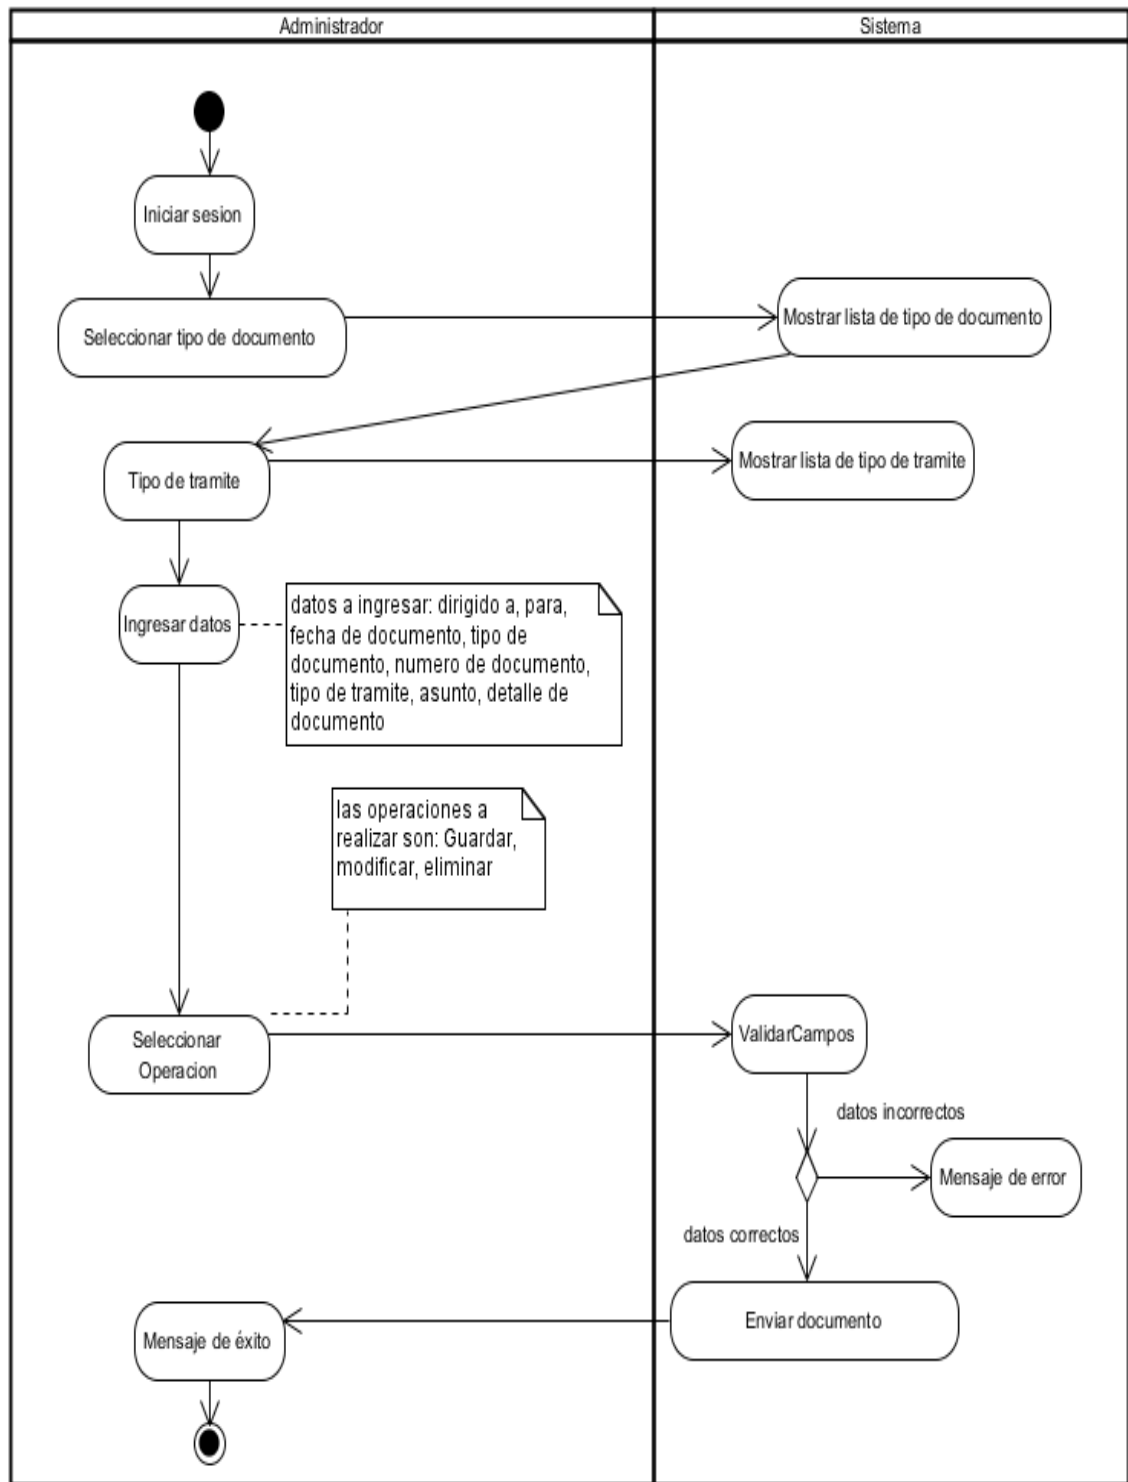 Administrador
Sistema
Iniciar sesion
Seleccionar tipo de documento
Mostrar lista de tipo de documento
Tipo de tramite
Mostrar lista de tipo de tramite
Ingresar datos
datos a ingresar: dirigido a, para,
fecha de documento, tipo de
documento, numero de documento,
tipo de tramite, asunto, detalle de
documento
las operaciones a
realizar son: Guardar,
modificar, eliminar
Seleccionar
Operacion
ValidarCampos
datos incorrectos
Mensaje de error
datos correctos
Enviar documento
Mensaje de éxito